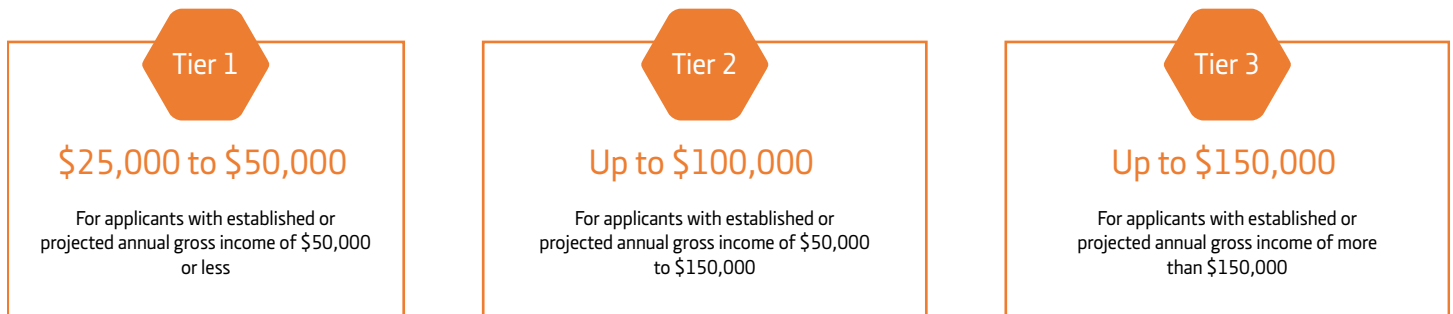 Tier 1
$25,000 to $50,000
For applicants with established or
projected annual gross income of $50,000
or less
Tier 2
Up to $100,000
For applicants with established or
projected annual gross income of $50,000
to $150,000
Tier 3
Up to $150,000
For applicants with established or
projected annual gross income of more
than $150,000